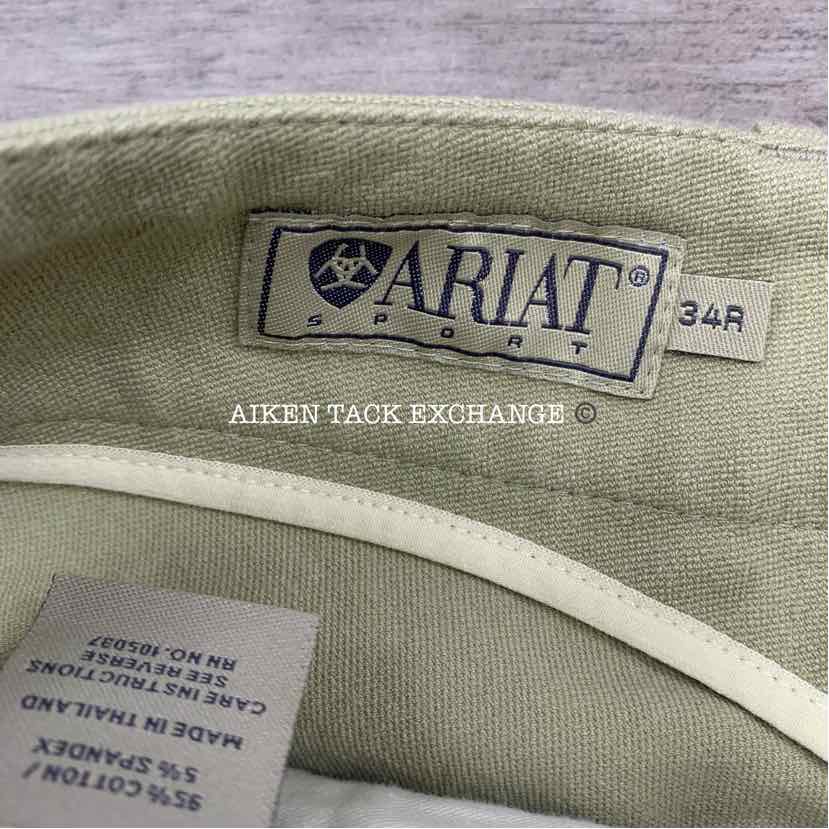 ARIAT®
SPORT
34R
AIKEN TACK EXCHANGE ©
95% COTTON/
5% SPANDEX
MADE IN THAILAND
CARE INSTRUCTIONS
SEE REVERSE
RN NO.105037